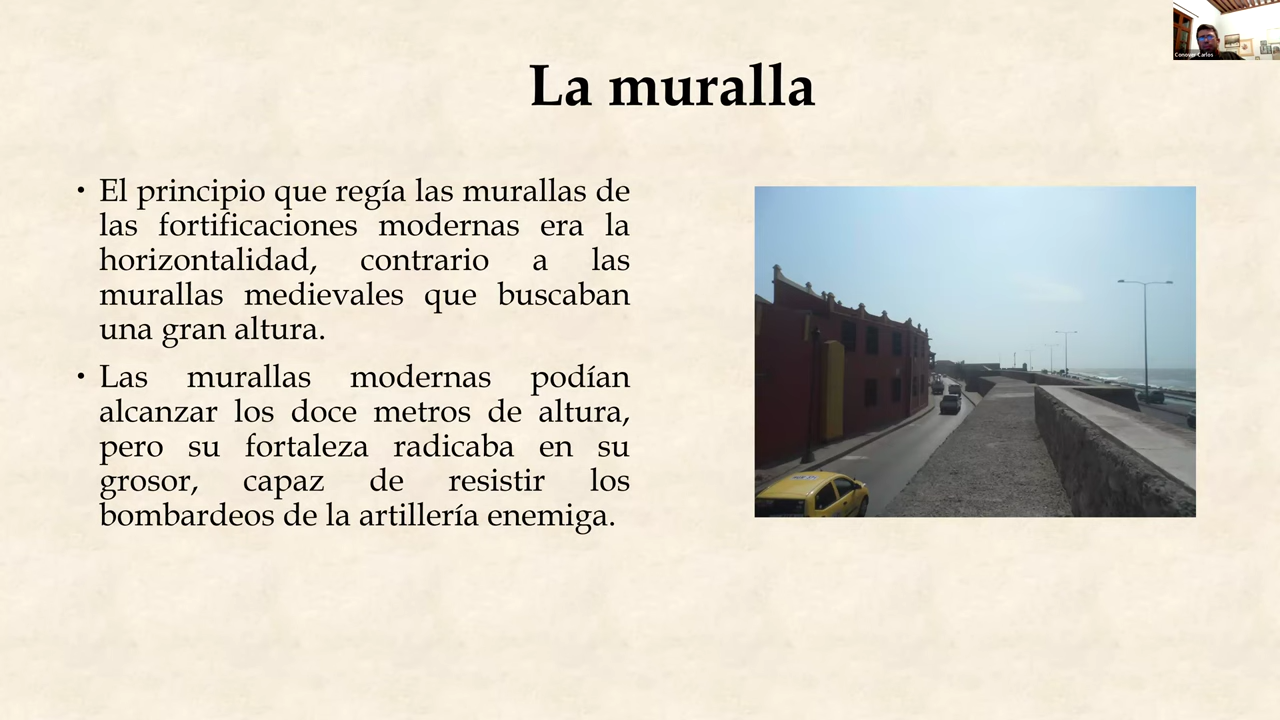 Conover Carlos
La muralla
• El principio que regía las murallas de
las fortificaciones modernas era la
horizontalidad, contrario a las
murallas medievales que buscaban
una gran altura.
• Las murallas modernas podían
alcanzar los doce metros de altura,
pero su fortaleza radicaba en su
grosor, capaz de resistir los
bombardeos de la artillería enemiga.